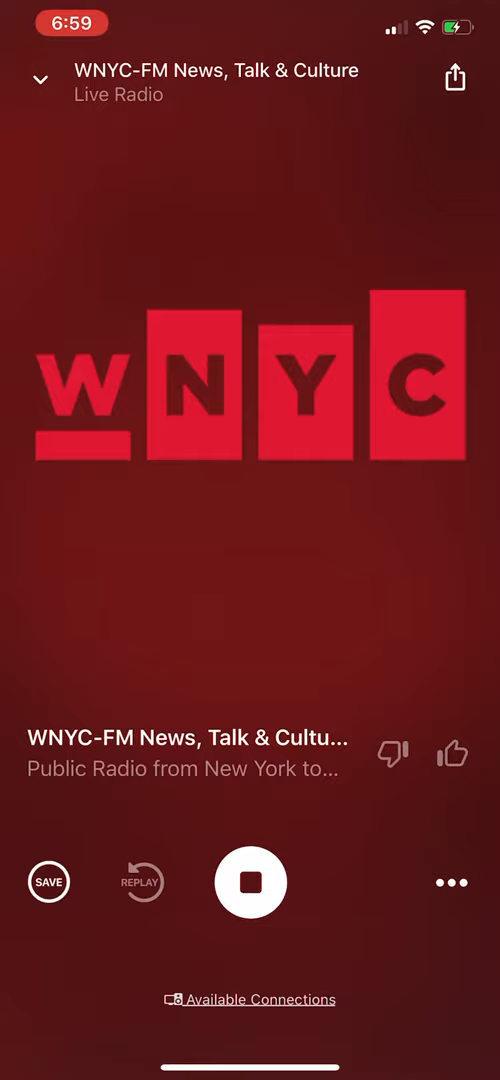 6:59
WNYC-FM News, Talk & Culture
Live Radio
WNYC
WNYC-FM News, Talk & Cultu...
Public Radio from New York to...
SAVE
REPLAY
Available Connections